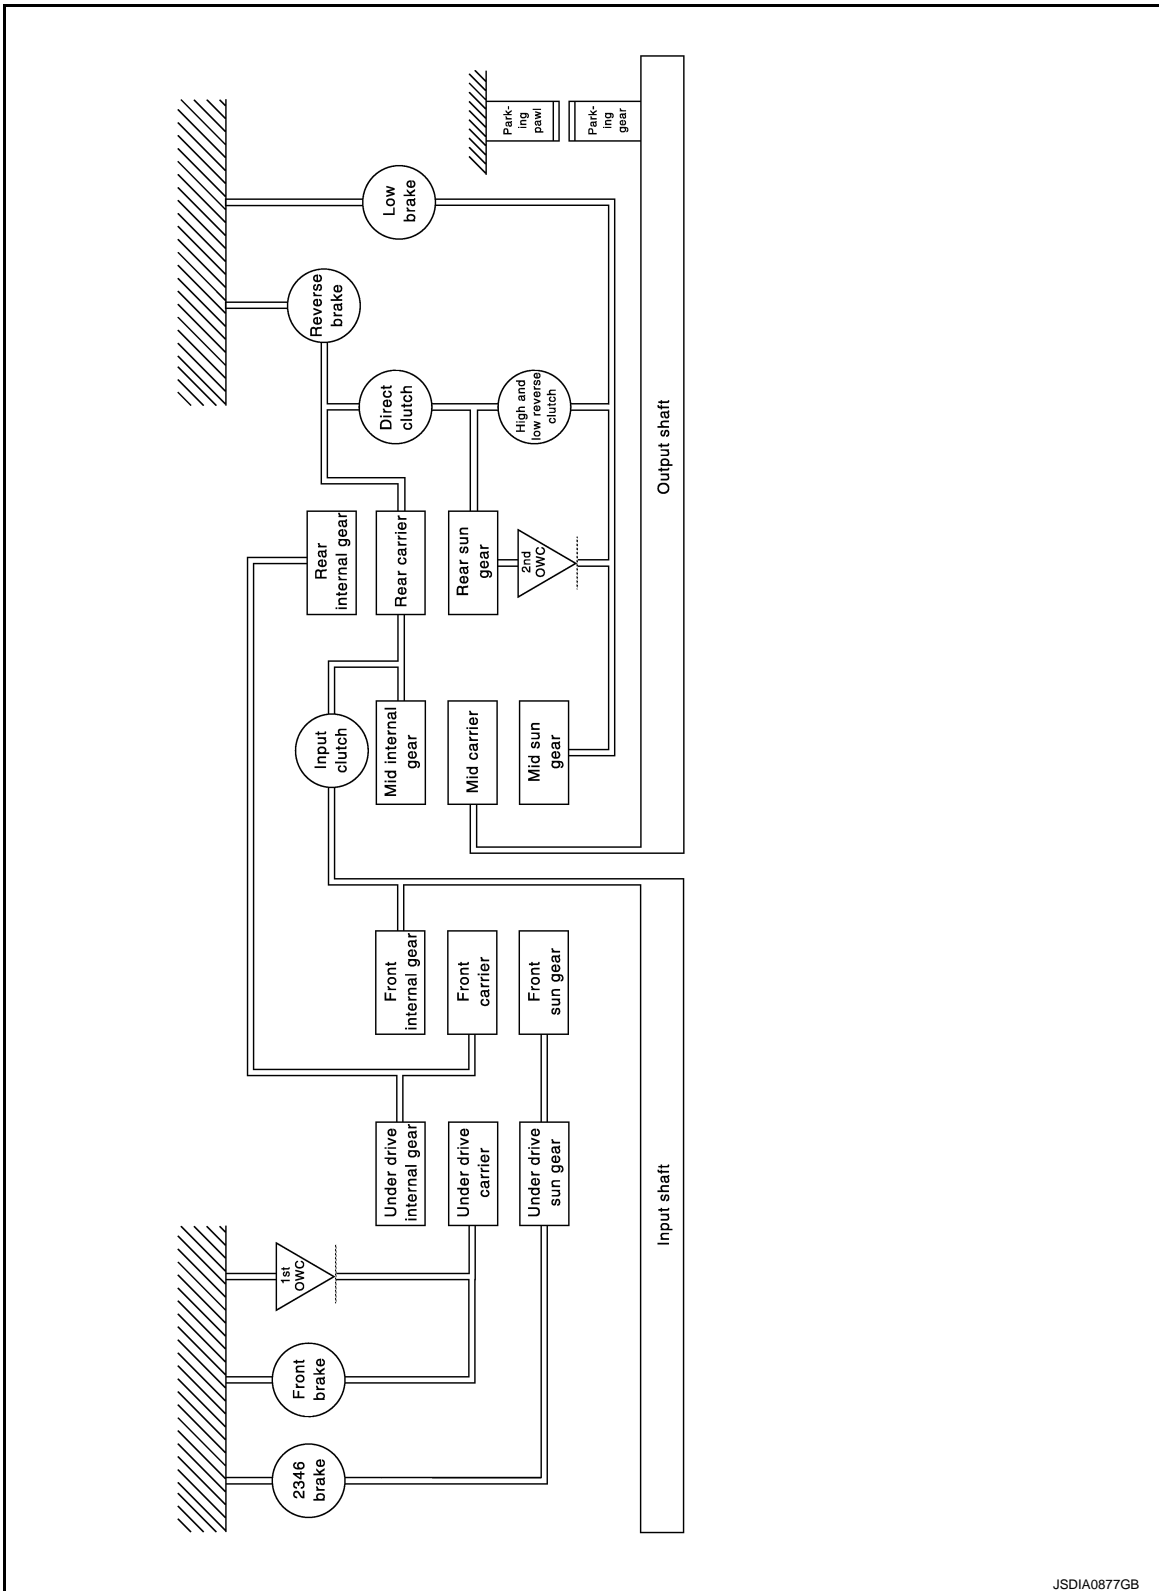 Park-
ing
pawl
Park-
ing
gear
Low
brake
Reverse
brake
Direct
clutch
High and
low reverse
clutch
Output shaft
Rear
internal gear
Rear carrier
Rear sun
gear
2nd
OWC
Input
clutch
Mid internal
gear
Mid carrier
Mid sun
gear
Front
internal gear
Front
carrier
Front
sun gear
Under drive
internal gear
Under drive
carrier
Under drive
sun gear
Input shaft
1st
OWC
Front
brake
2346
brake
JSDIA0877GB